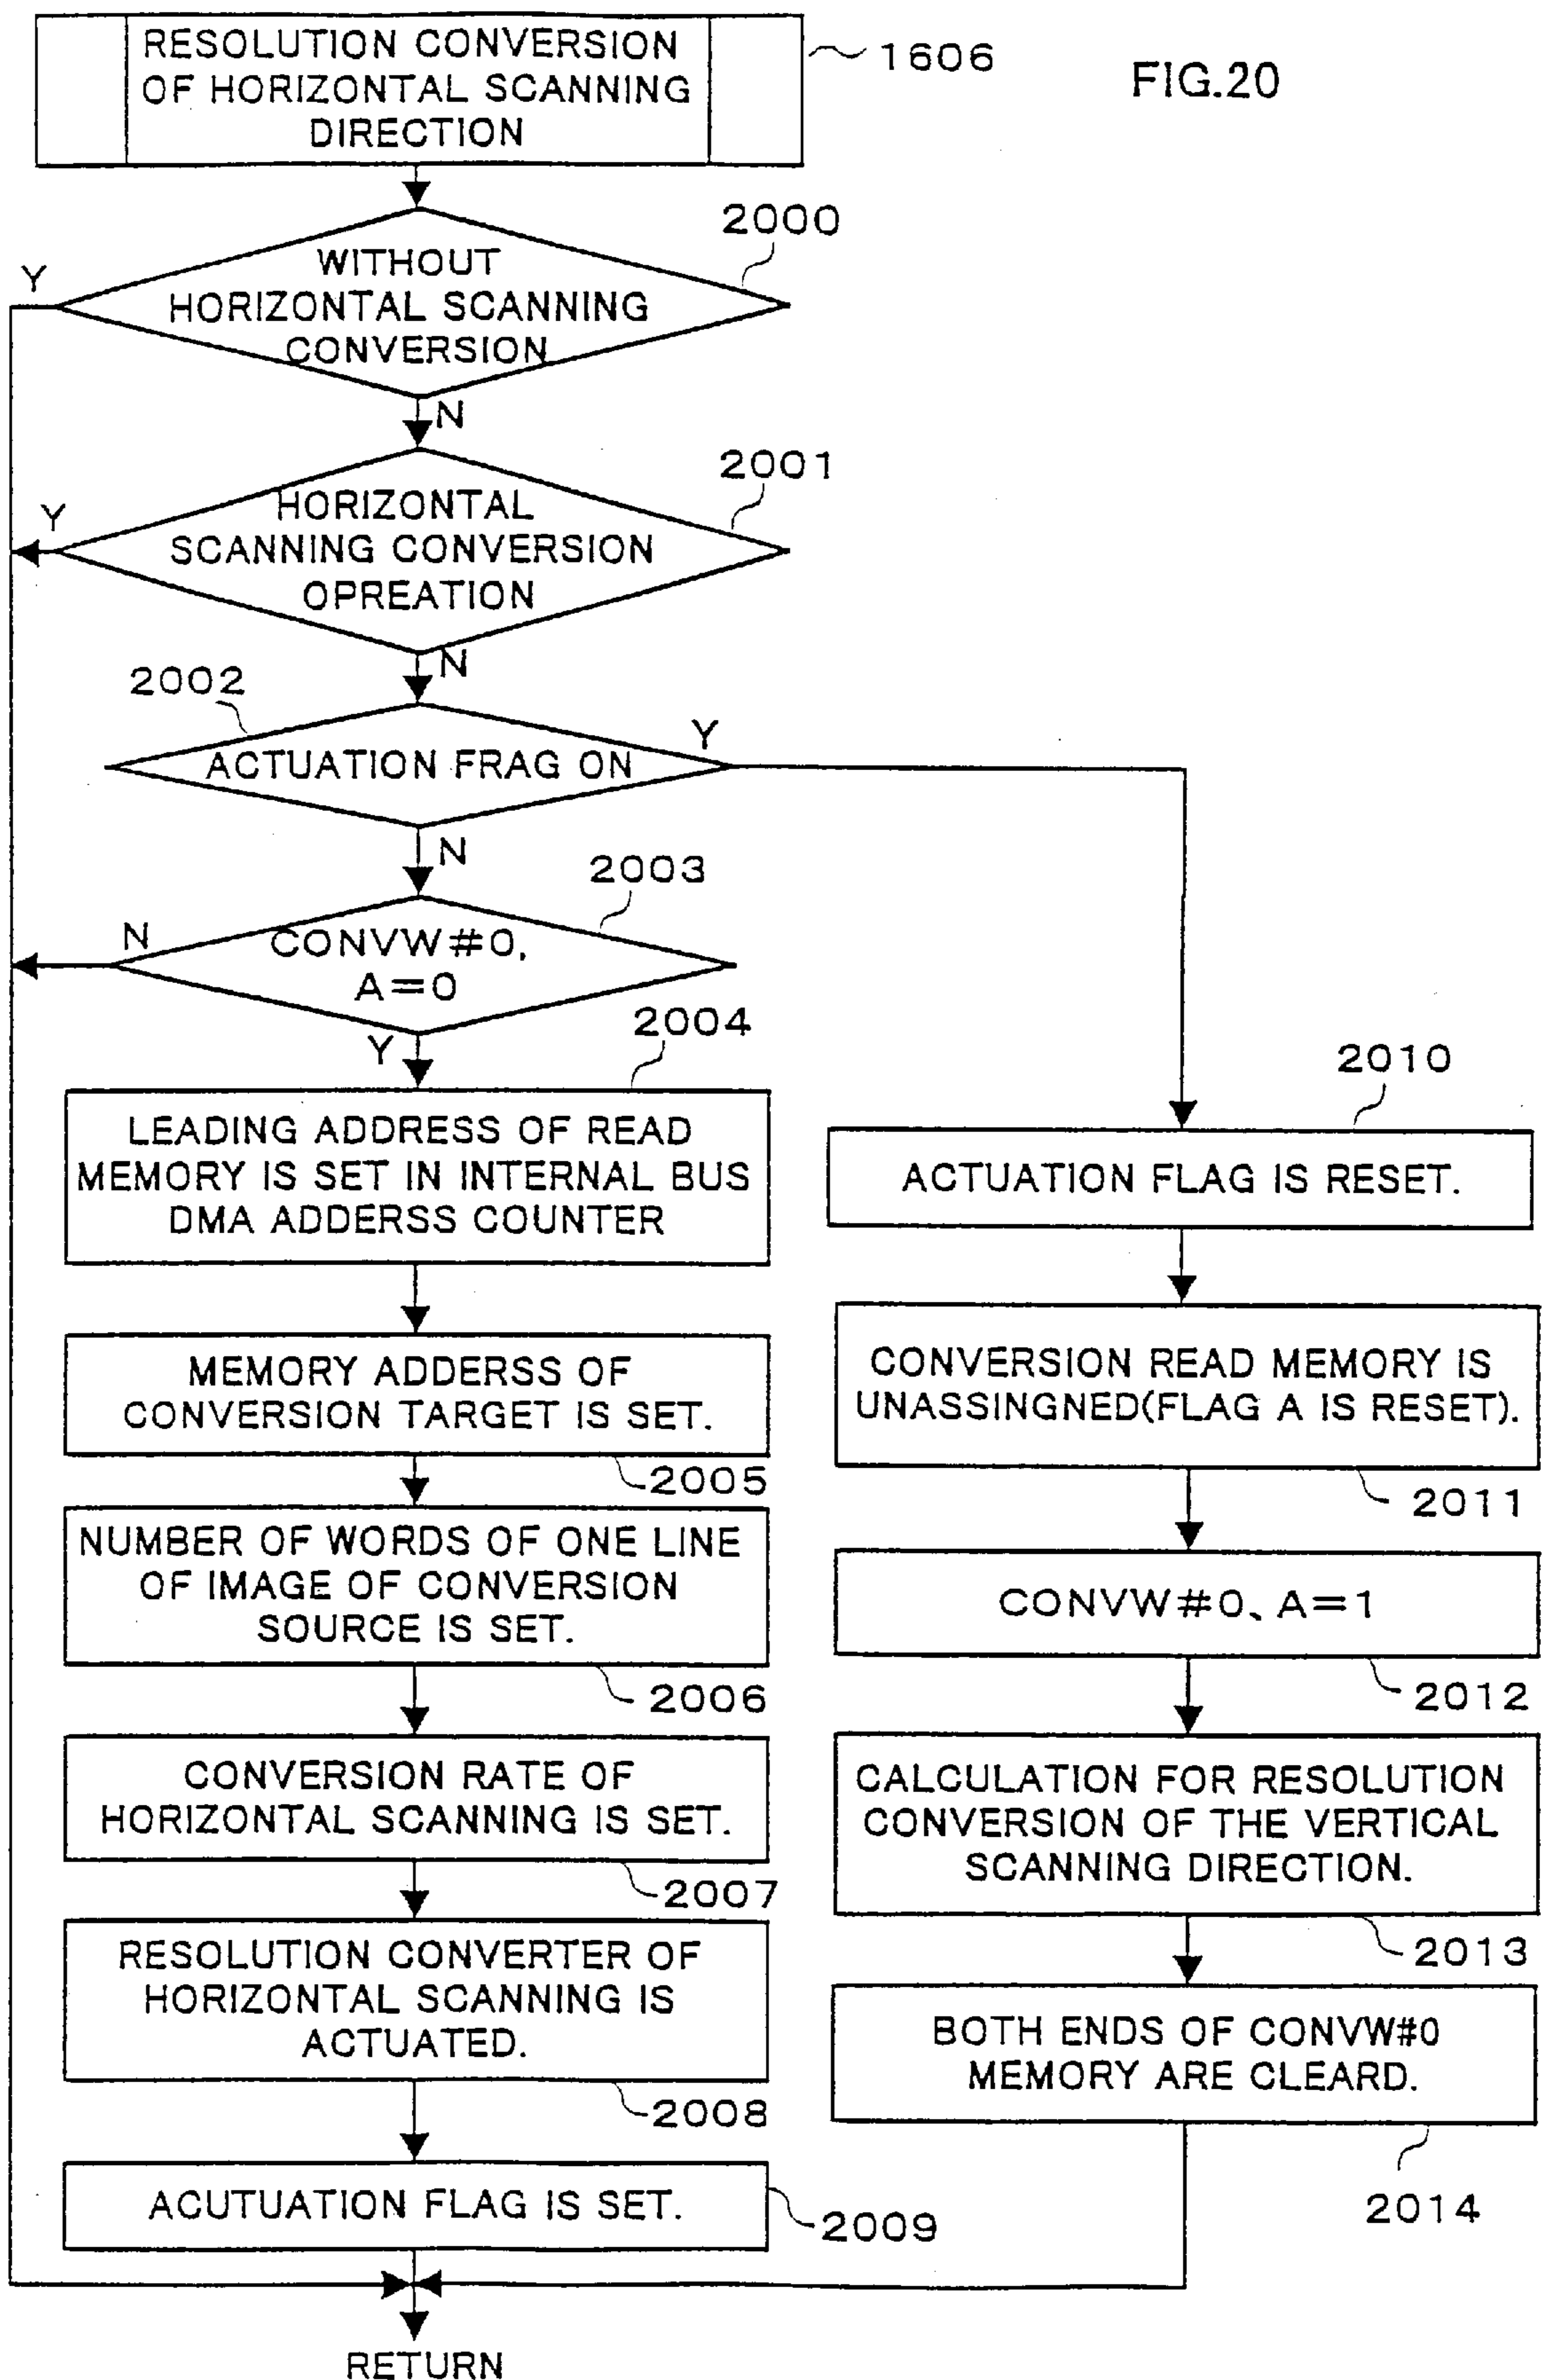 RESOLUTION CONVERSION
OF HORIZONTAL SCANNING
DIRECTION
1606
FIG.20
2000
Y
WITHOUT
HORIZONTAL SCANNING
CONVERSION
N
2001
Y
HORIZONTAL
SCANNING CONVERSION
OPREATION
N
2002
Y
ACTUATION FRAG ON
N
2003
N
CONVW#0,
A=0
Y
2004
LEADING ADDRESS OF READ
MEMORY IS SET IN INTERNAL BUS
DMA ADDERSS COUNTER
MEMORY ADDERSS OF
CONVERSION TARGET IS SET.
2005
NUMBER OF WORDS OF ONE LINE
OF IMAGE OF CONVERSION
SOURCE IS SET.
2006
CONVERSION RATE OF
HORIZONTAL SCANNING IS SET.
2007
RESOLUTION CONVERTER OF
HORIZONTAL SCANNING IS
ACTUATED.
2008
ACUTUATION FLAG IS SET.
2009
2010
ACTUATION FLAG IS RESET.
CONVERSION READ MEMORY IS
UNASSINGNED(FLAG A IS RESET).
2011
CONVW#0、A=1
2012
CALCULATION FOR RESOLUTION
CONVERSION OF THE VERTICAL
SCANNING DIRECTION.
2013
BOTH ENDS OF CONVW#0
MEMORY ARE CLEARD.
2014
RETURN